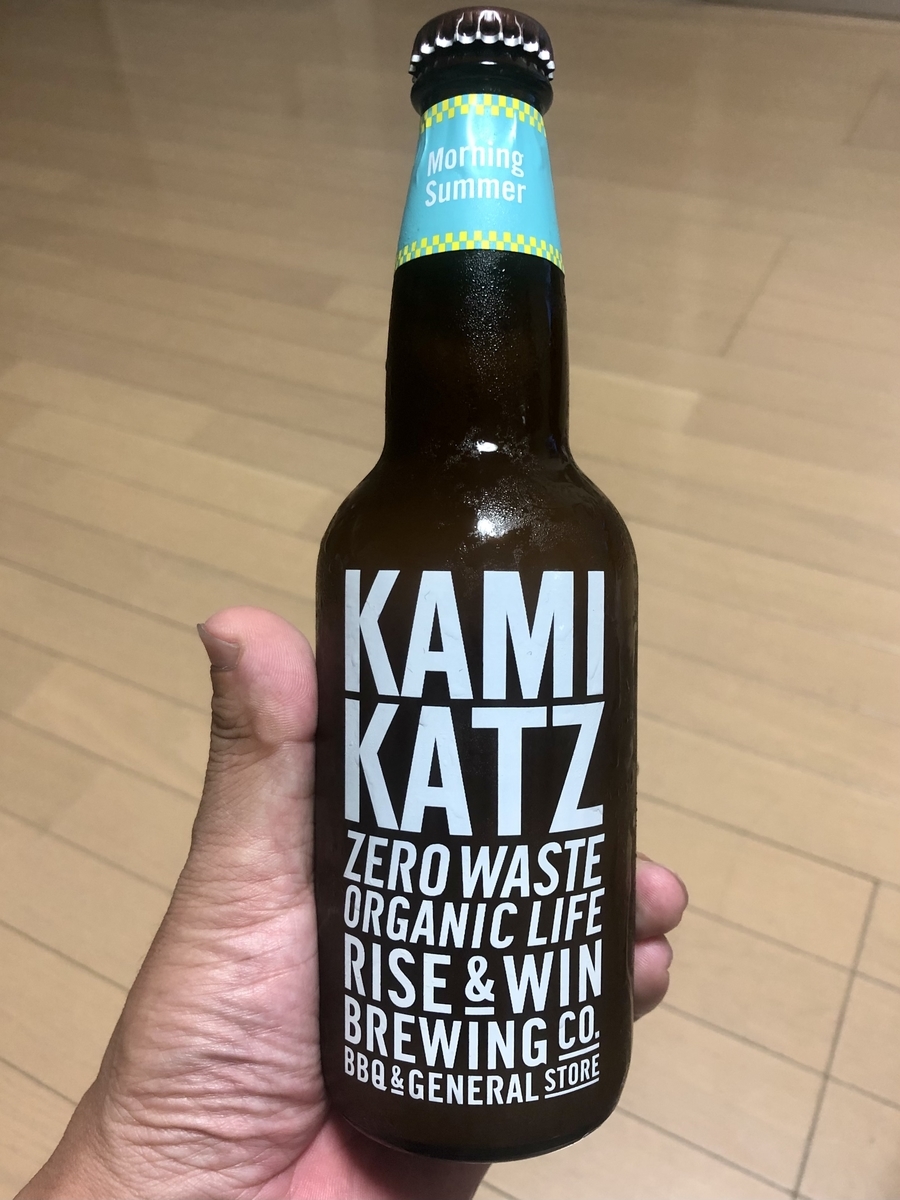 Morning
Summer
KAMI
KATZ
ZERO WASTE
ORGANIC LIFE
RISE & WIN
BREWING CO.
BBQ & GENERAL STORE